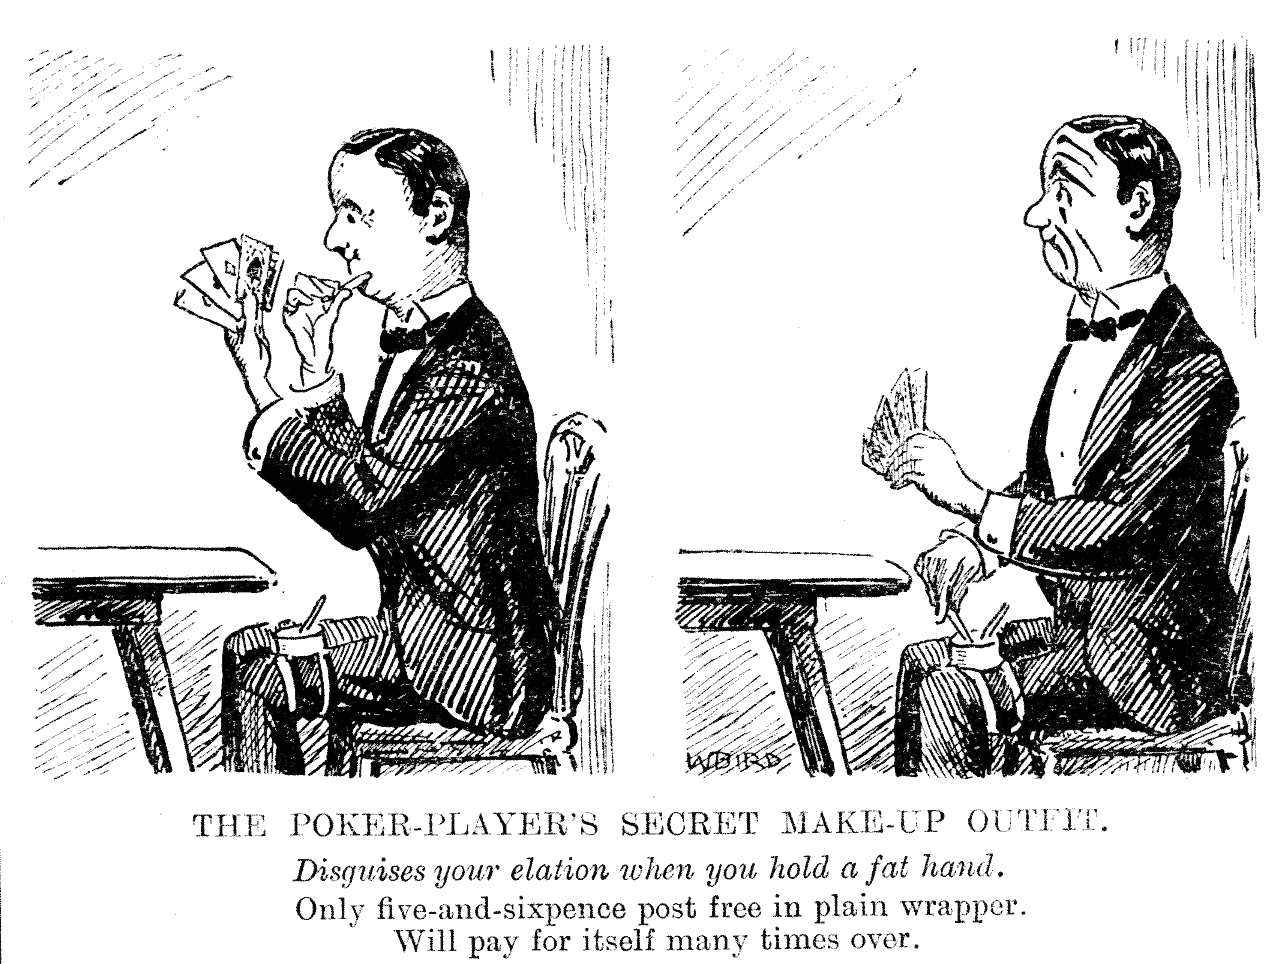 W BIRD
THE POKER-PLAYER'S SECRET MAKE-UP OUTFIT.
Disguises your elation when you hold a fat hand.
Only five-and-sixpence post free in plain wrapper.
Will pay for itself many times over.